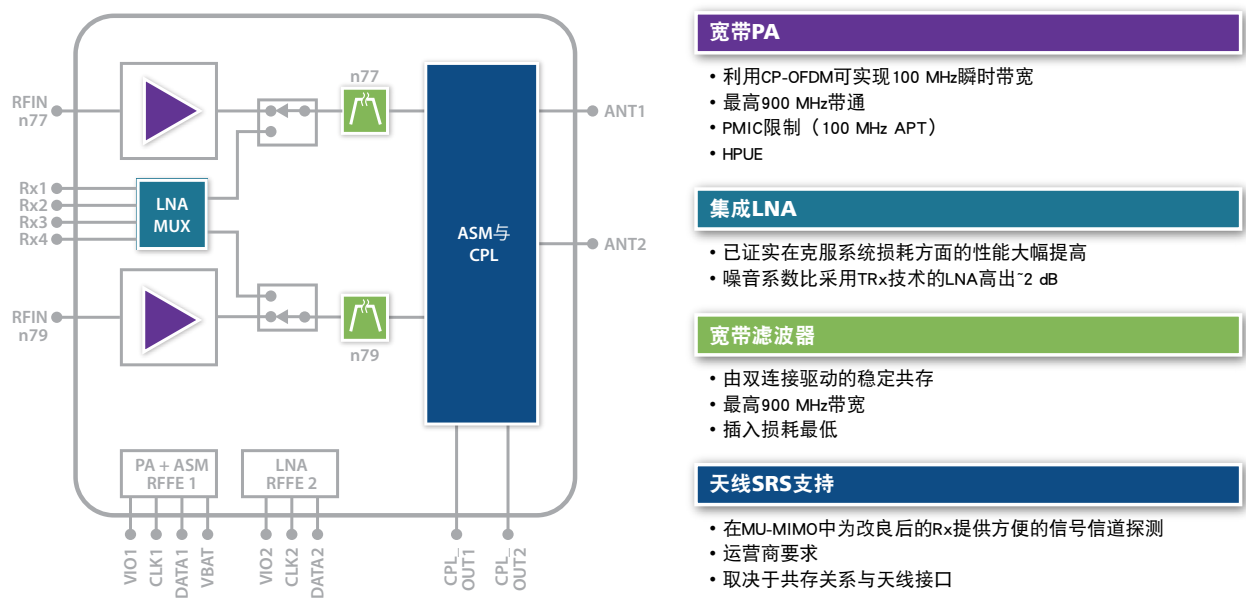 n77
RFIN
n77
ANT1
Rx1
Rx2
Rx3
Rx4
LNA
MUX
ASM与
CPL
ANT2
RFIN
n79
n79
PA + ASM
RFFE 1
LNA
RFFE 2
VIO1
CLK1
DATA1
VBAT
VIO2
CLK2
DATA2
CPL_
OUT1
CPL_
OUT2
宽带PA
• 利用CP-OFDM可实现100 MHz瞬时带宽
• 最高900 MHz带通
• PMIC限制（100 MHz APT）
• HPUE
集成LNA
• 已证实在克服系统损耗方面的性能大幅提高
• 噪音系数比采用TRx技术的LNA高出~2 dB
宽带滤波器
• 由双连接驱动的稳定共存
• 最高900 MHz带宽
• 插入损耗最低
天线SRS支持
• 在MU-MIMO中为改良后的Rx提供方便的信号信道探测
• 运营商要求
• 取决于共存关系与天线接口